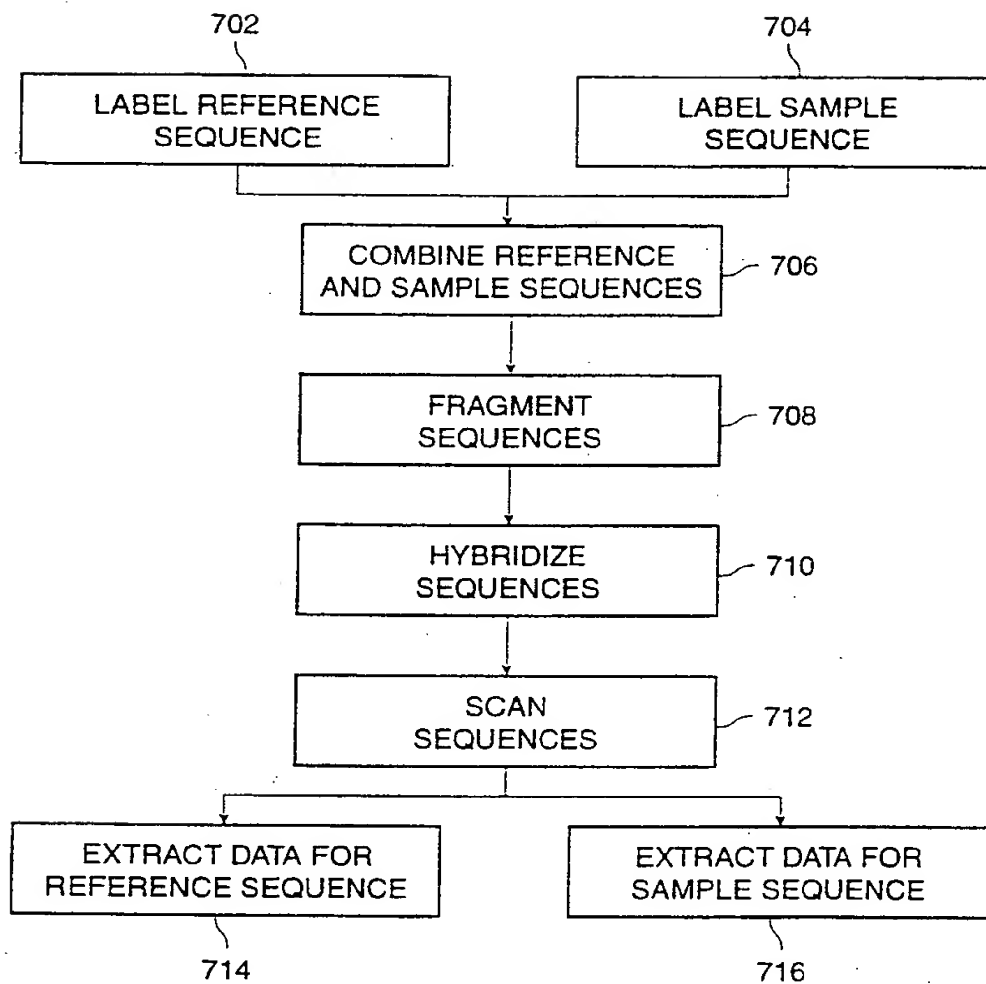 702
704
LABEL REFERENCE
SEQUENCE
LABEL SAMPLE
SEQUENCE
COMBINE REFERENCE
AND SAMPLE SEQUENCES
706
FRAGMENT
SEQUENCES
708
HYBRIDIZE
SEQUENCES
710
SCAN
SEQUENCES
712
EXTRACT DATA FOR
REFERENCE SEQUENCE
EXTRACT DATA FOR
SAMPLE SEQUENCE
714
716